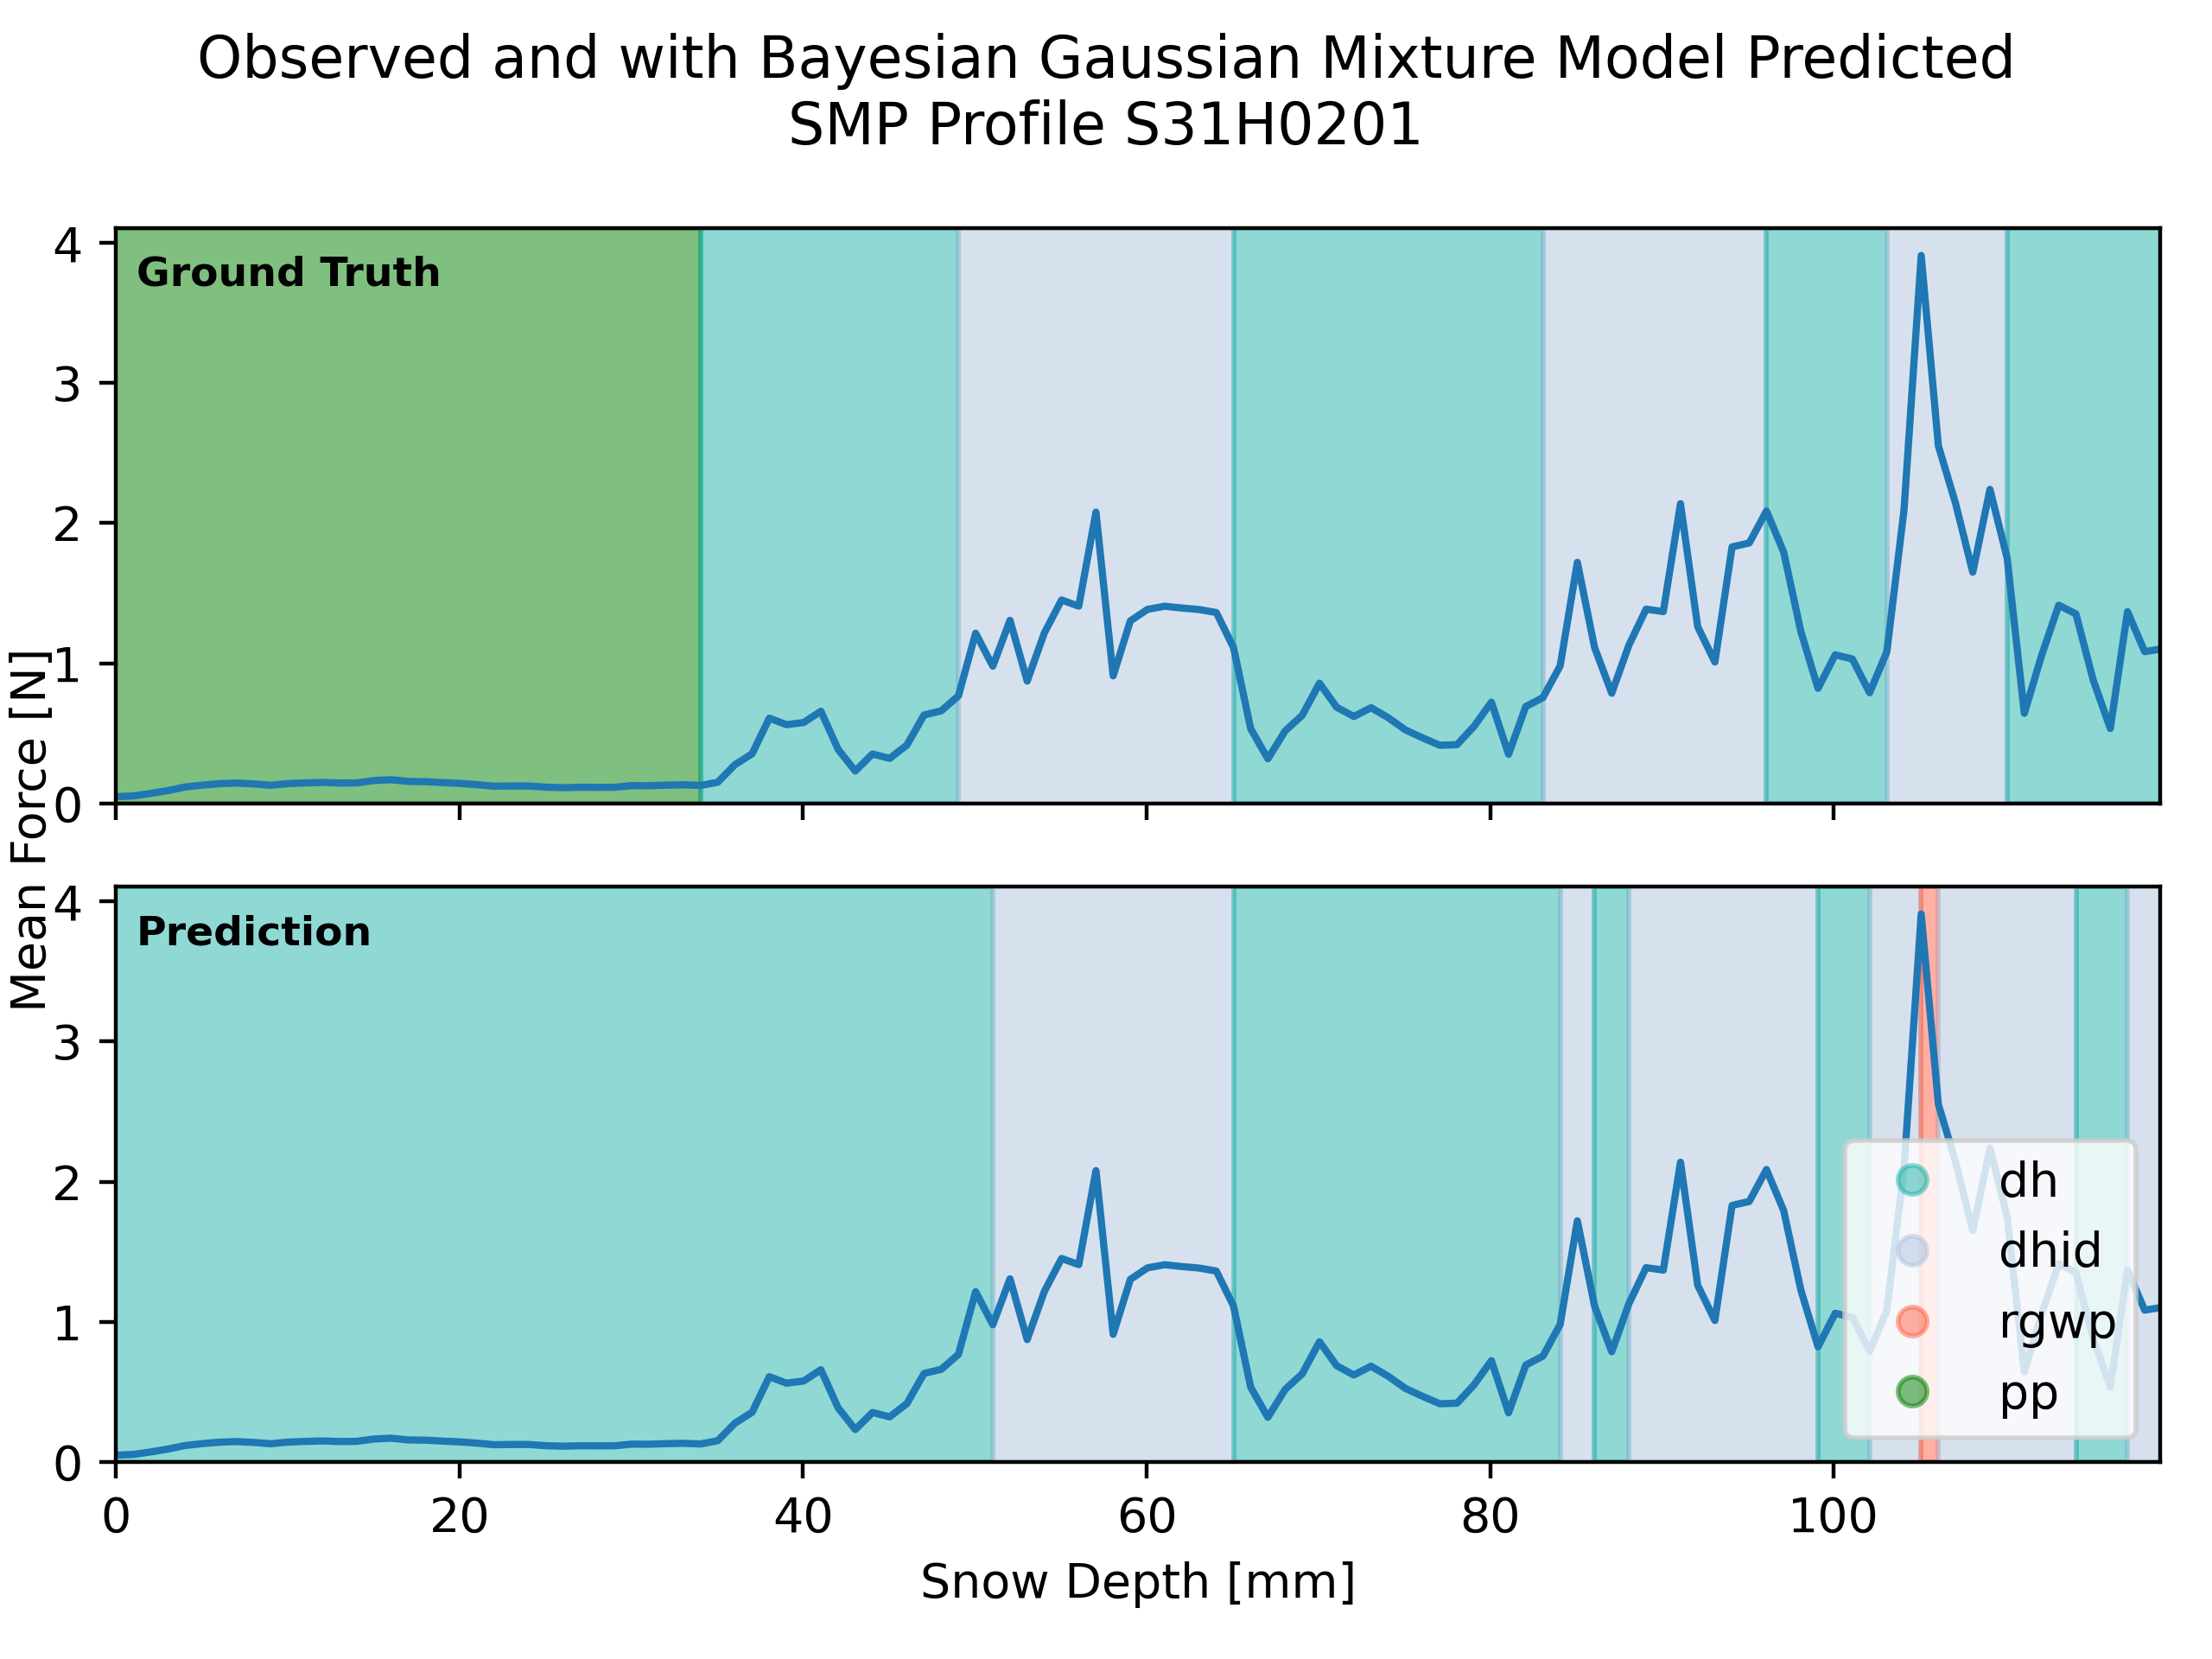 Observed and with Bayesian Gaussian Mixture Model Predicted
SMP Profile S31H0201
Mean Force [N]
4
3
2
1
0
Ground Truth
4
3
2
1
0
Prediction
dh
dhid
rgwp
pp
0 20 40 60 80 100
Snow Depth [mm]